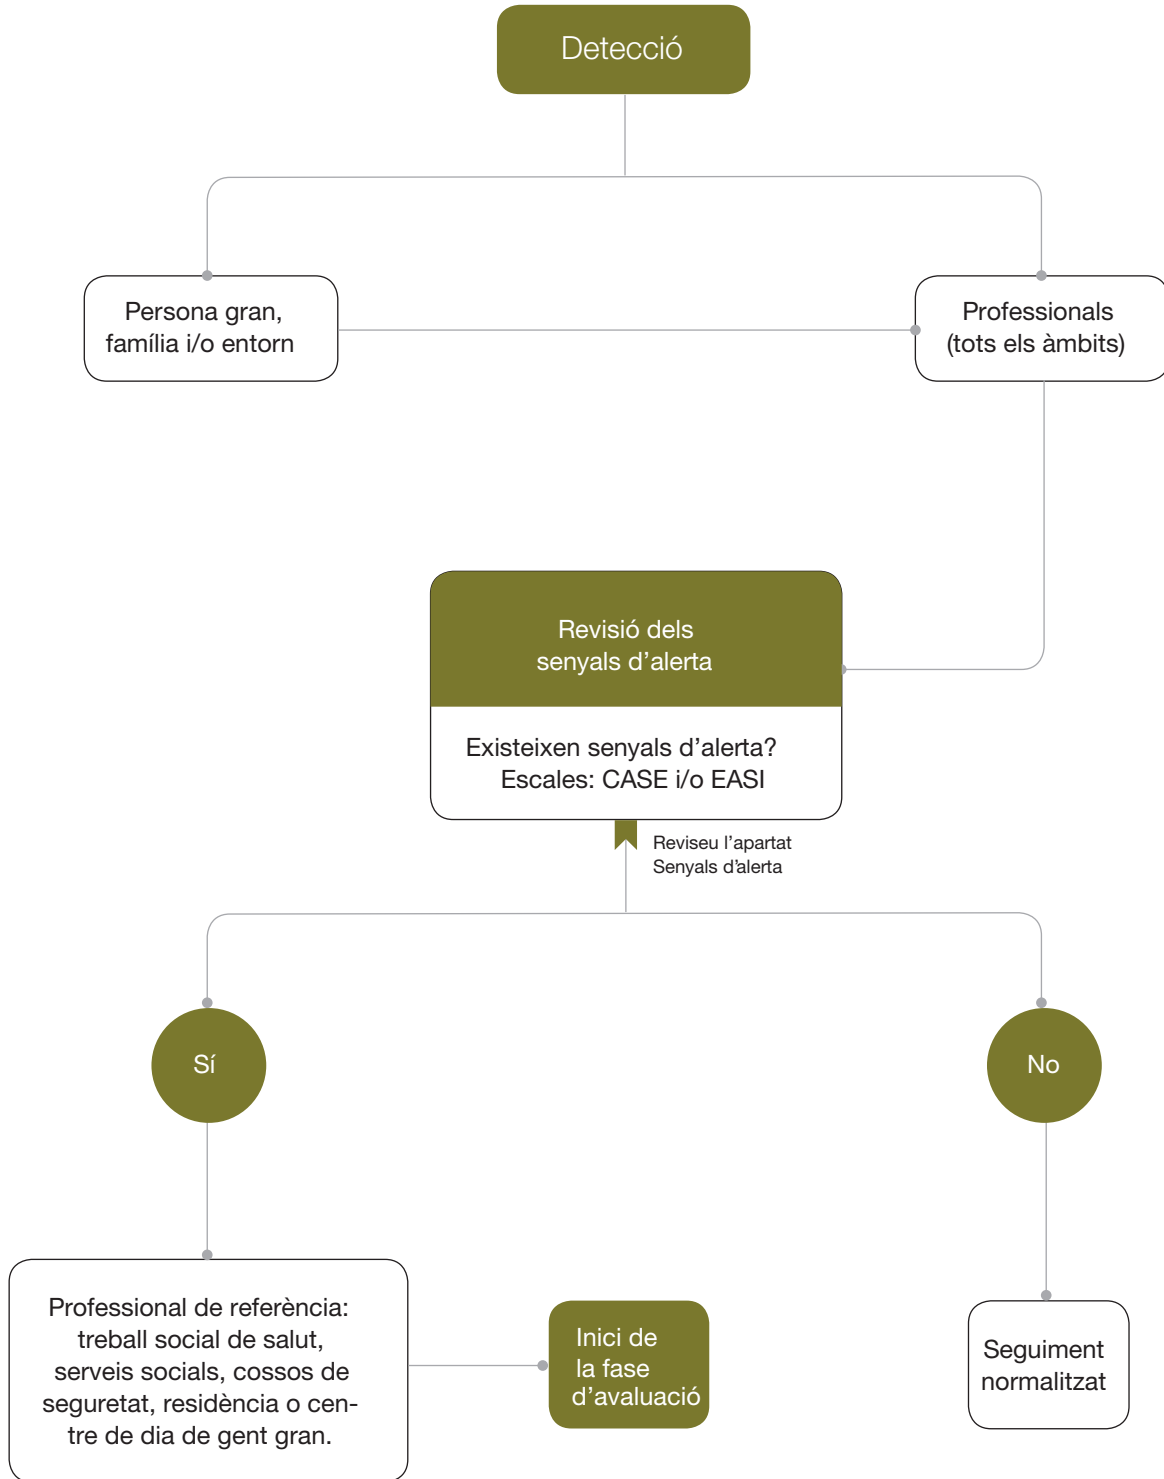 Detecció
Persona gran,
família i/o entorn
Professionals
(tots els àmbits)
Revisió dels
senyals d’alerta
Existeixen senyals d’alerta?
Escales: CASE i/o EASI
Reviseu l’apartat
Senyals d’alerta
Sí
No
Professional de referència:
treball social de salut,
serveis socials, cossos de
seguretat, residència o cen-
tre de dia de gent gran.
Inici de
la fase
d’avaluació
Seguiment
normalitzat